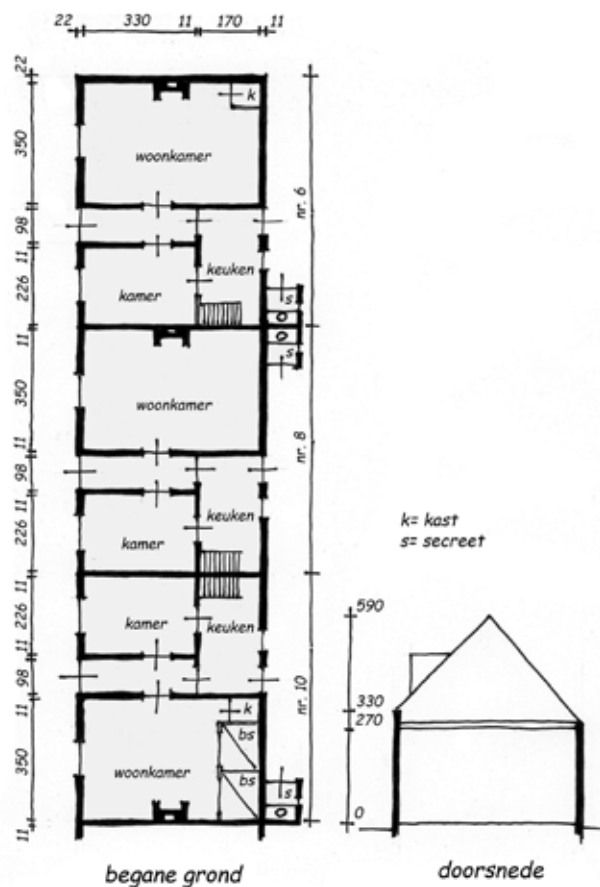 22 330 11 170 11
22
k
350
woonkamer
nr. 6
98
11
keuken
226
kamer
s
11
s
350
woonkamer
nr. 8
11
98
11
keuken
226
kamer
11
226
kamer
keuken
11
98
nr. 10
11
k
bs
350
woonkamer
bs
s
11
begane grond
k= kast
s= secreet
590
330
270
0
doorsnede